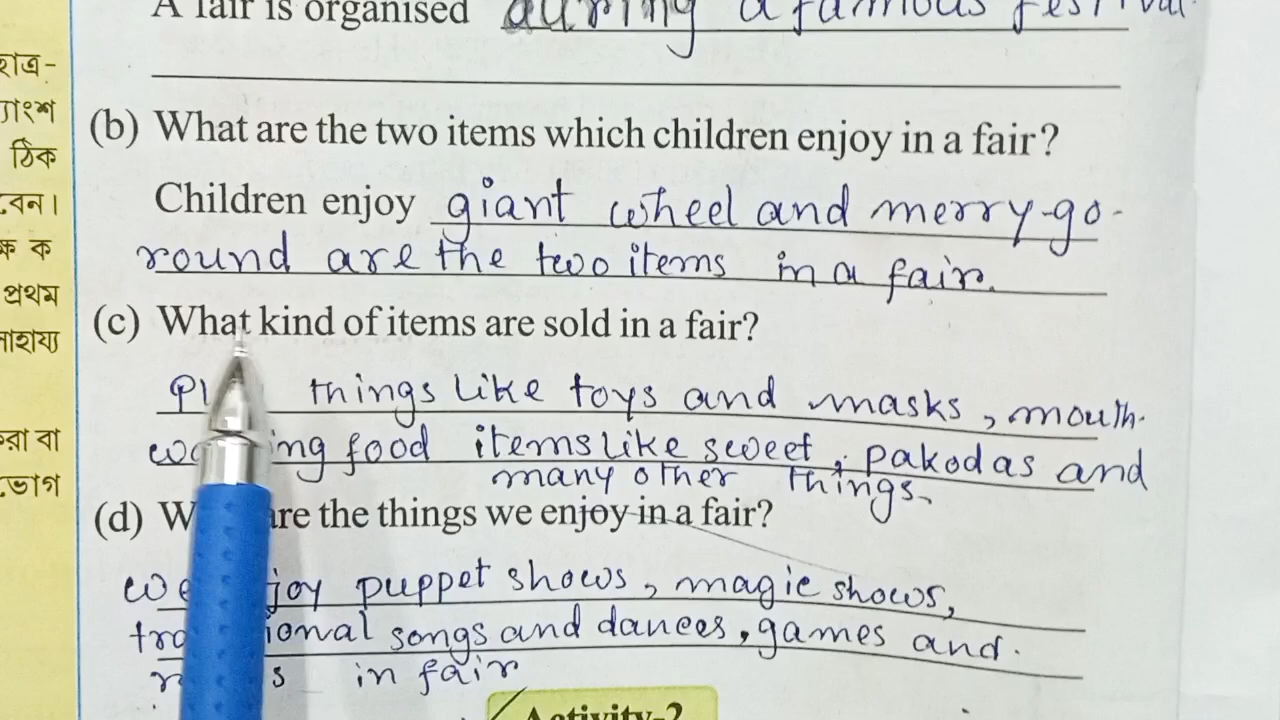 A fair is organised during a famous festival.
হাত্র-
্যাংশ
ঠিক
বেন।
ক্ষ ক
প্রথম
াহায্য
করা বা
ভোগ
(b) What are the two items which children enjoy in a fair?
Children enjoy giant wheel and merry-go-
round are the two items in a fair.
(c) What kind of items are sold in a fair?
things like toys and masks, mouth-
food items like sweet, pakodas and
many other things.
(d) are the things we enjoy in a fair?
we puppet shows, magic shows,
songs and dances, games and
in fair
Activity-2